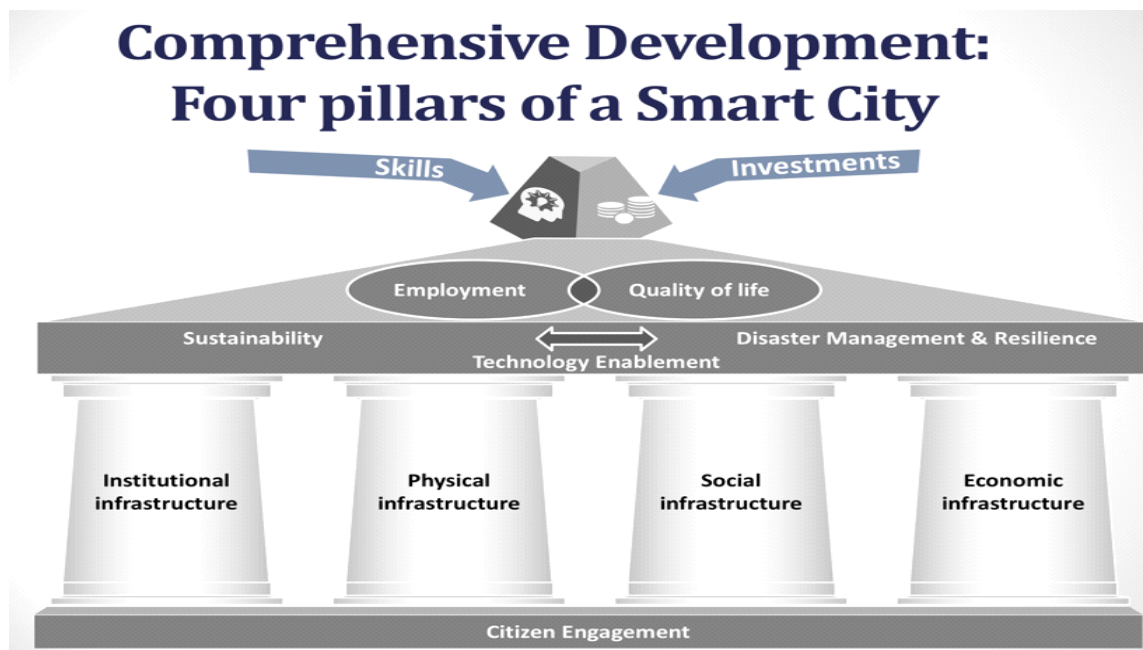 Comprehensive Development:
Four pillars of a Smart City
Skills
Investments
Employment
Quality of life
Sustainability
Disaster Management & Resilience
Technology Enablement
Institutional
infrastructure
Physical
infrastructure
Social
infrastructure
Economic
infrastructure
Citizen Engagement